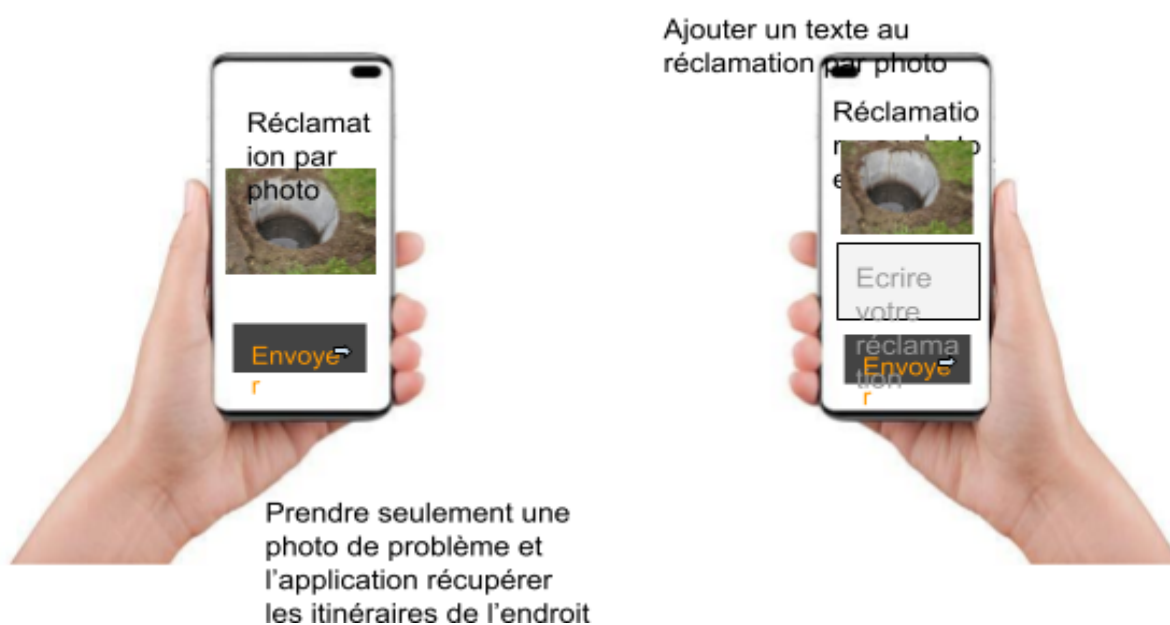 Réclamat
ion par
photo
Envoye
r
Prendre seulement une
photo de problème et
l'application récupérer
les itinéraires de l'endroit
Ajouter un texte au
réclamation par photo
Réclamatio
Ecrire
votre
réclama
tion
Envoye
r